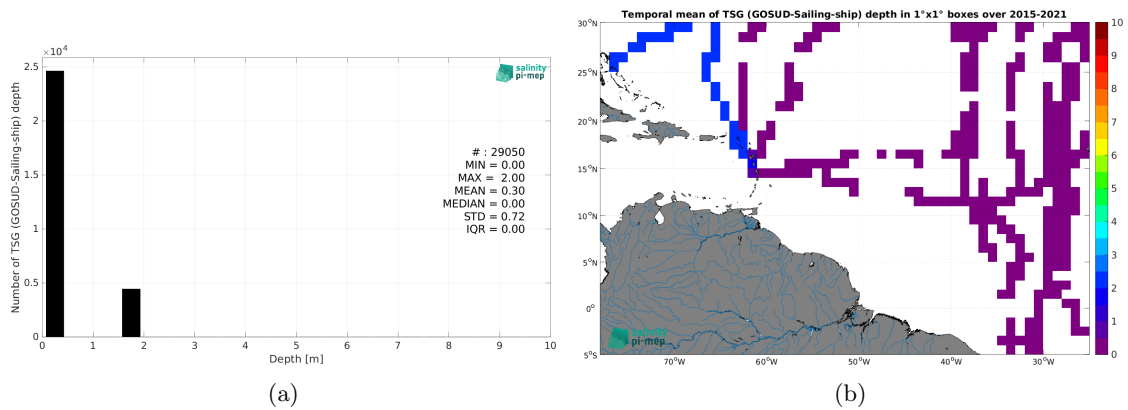 ×10⁴
2.5
2
1.5
1
0.5
0
0 1 2 3 4 5 6 7 8 9 10
Number of TSG (GOSUD-Sailing-ship) depth
Depth [m]
salinity
pi-mep
# : 29050
MIN = 0.00
MAX = 2.00
MEAN = 0.30
MEDIAN = 0.00
STD = 0.72
IQR = 0.00
(a)
Temporal mean of TSG (GOSUD-Sailing-ship) depth in 1°x1° boxes over 2015-2021
30°N
25°N
20°N
15°N
10°N
5°N
0°
5°S
70°W 60°W 50°W 40°W 30°W
salinity
pi-mep
10
9
8
7
6
5
4
3
2
1
0
(b)